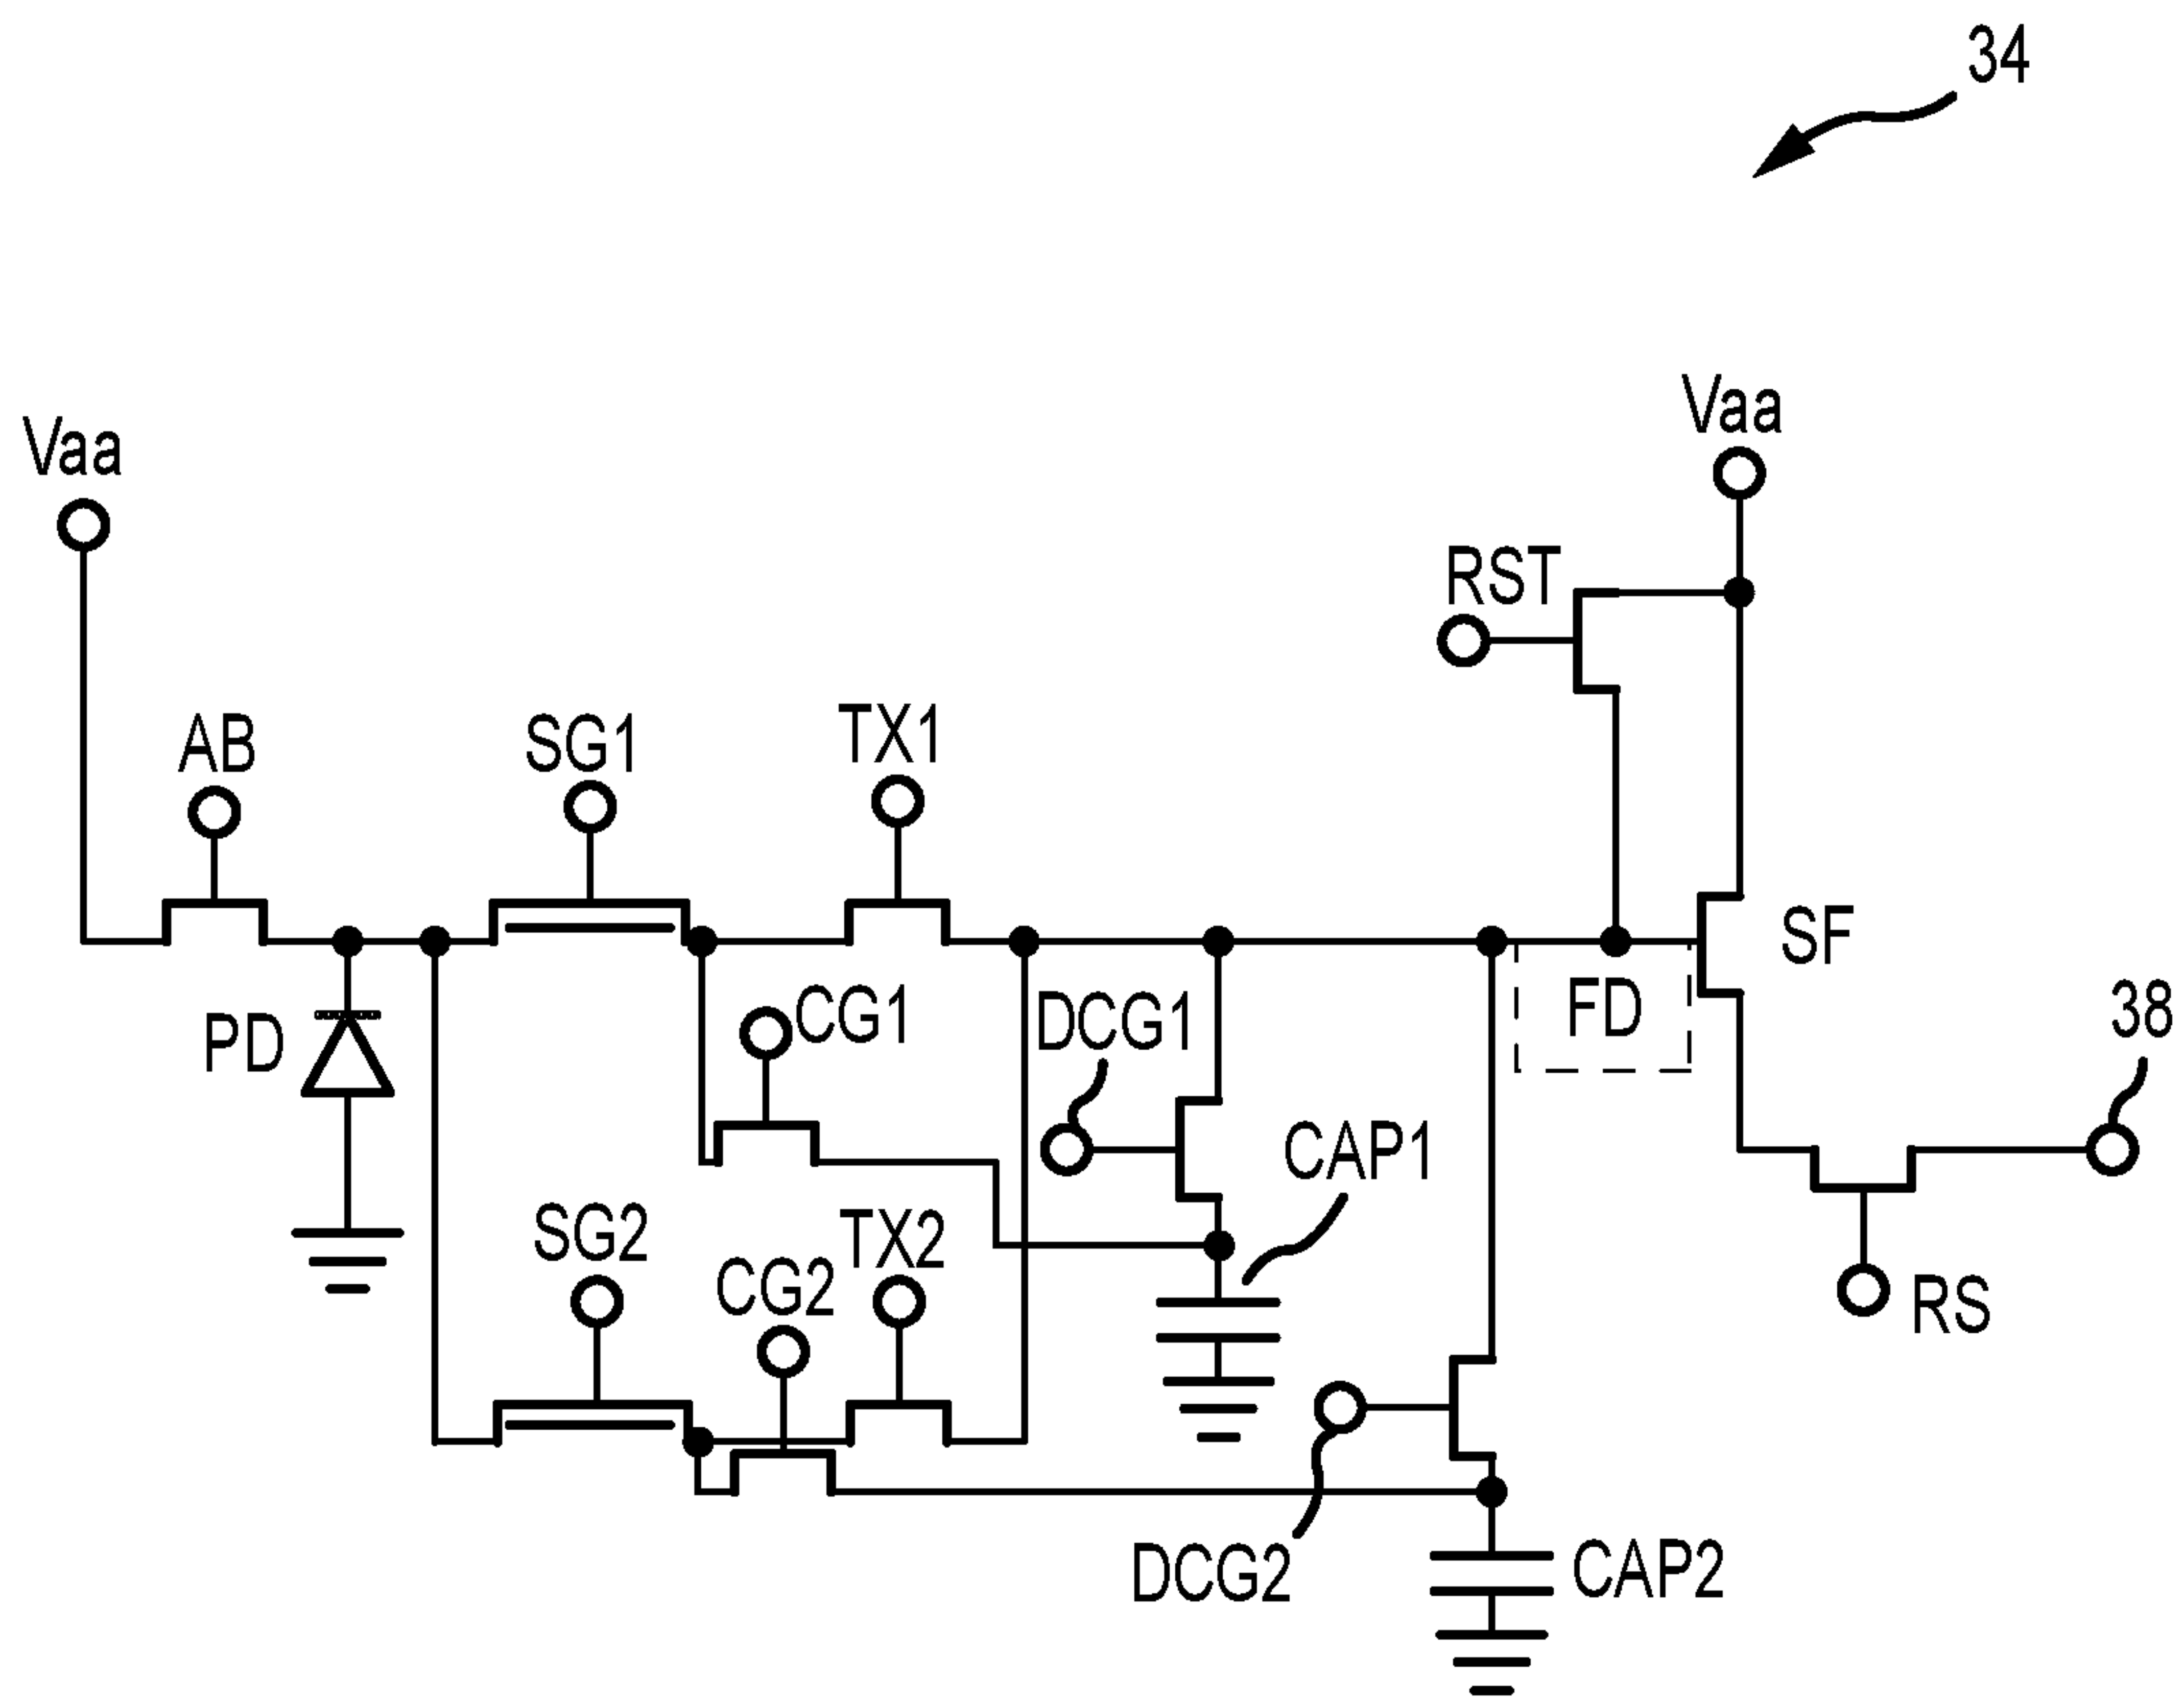 34
Vaa
Vaa
RST
AB
SG1
TX1
SF
PD
CG1
DCG1
FD
38
CAP1
SG2
CG2
TX2
RS
DCG2
CAP2